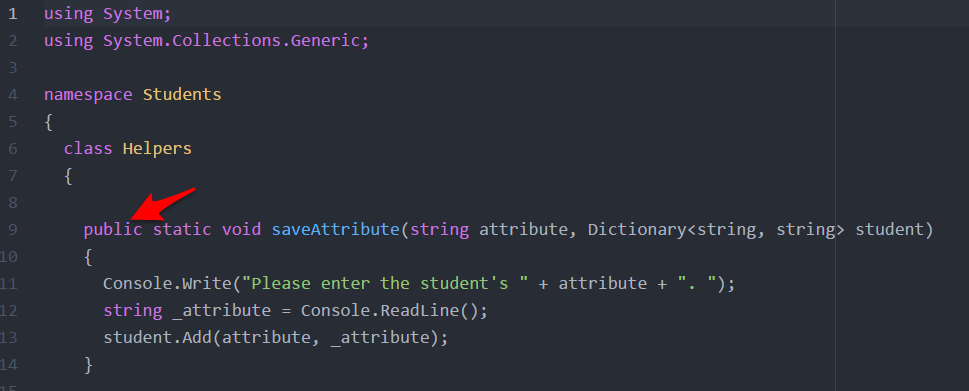 1 using System;
2 using System.Collections.Generic;
3
4 namespace Students
5 {
6 class Helpers
7 {
8
9 public static void saveAttribute(string attribute, Dictionary<string, string> student)
10 {
11 Console.Write("Please enter the student's " + attribute + ". ");
12 string _attribute = Console.ReadLine();
13 student.Add(attribute, _attribute);
14 }
15